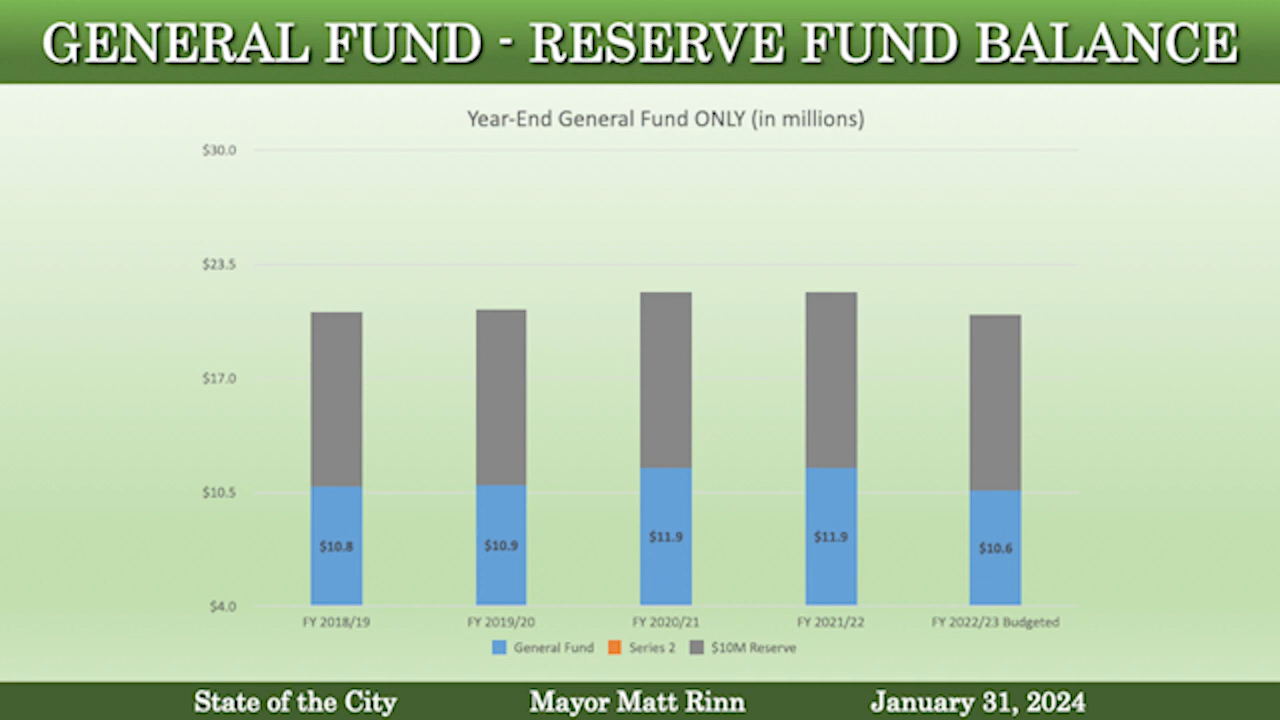 GENERAL FUND - RESERVE FUND BALANCE
Year-End General Fund ONLY (in millions)
$30.0
$23.5
$17.0
$10.5
$4.0
$10.8
$10.9
$11.9
$11.9
$10.6
FY 2018/19
FY 2019/20
FY 2020/21
FY 2021/22
FY 2022/23 Budgeted
General Fund
Series 2
$10M Reserve
State of the City
Mayor Matt Rinn
January 31, 2024